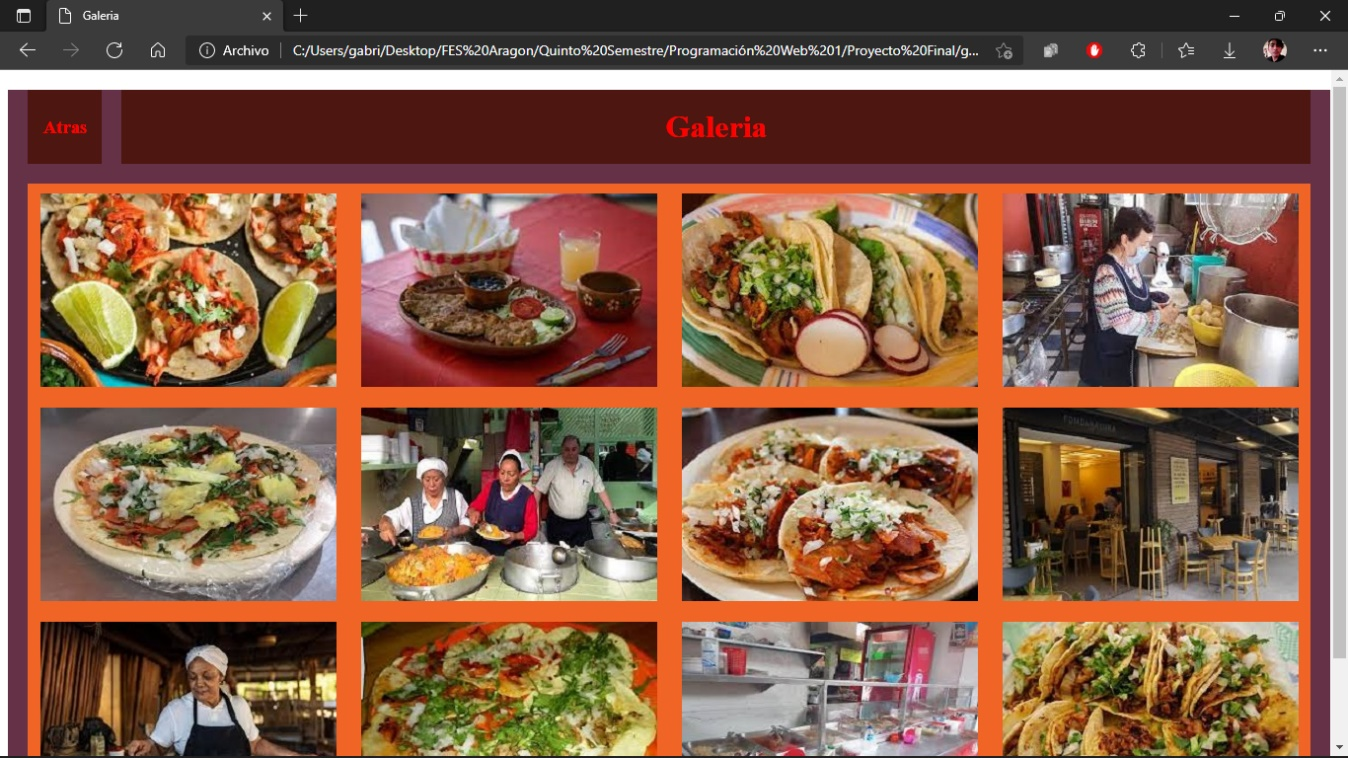 Galeria
Archivo
C:/Users/gabri/Desktop/FES%20Aragon/Quinto%20Semestre/Programación%20Web%201/Proyecto%20Final/g...
Atras
Galeria